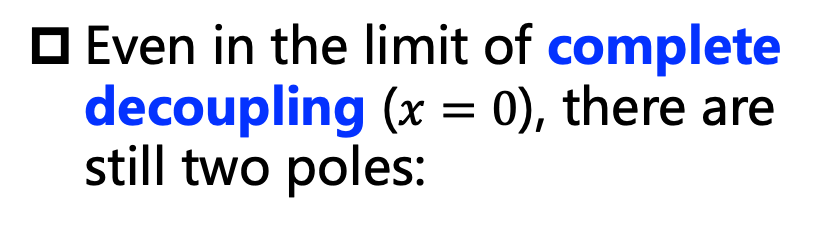 Even in the limit of complete
decoupling (x = 0), there are
still two poles: